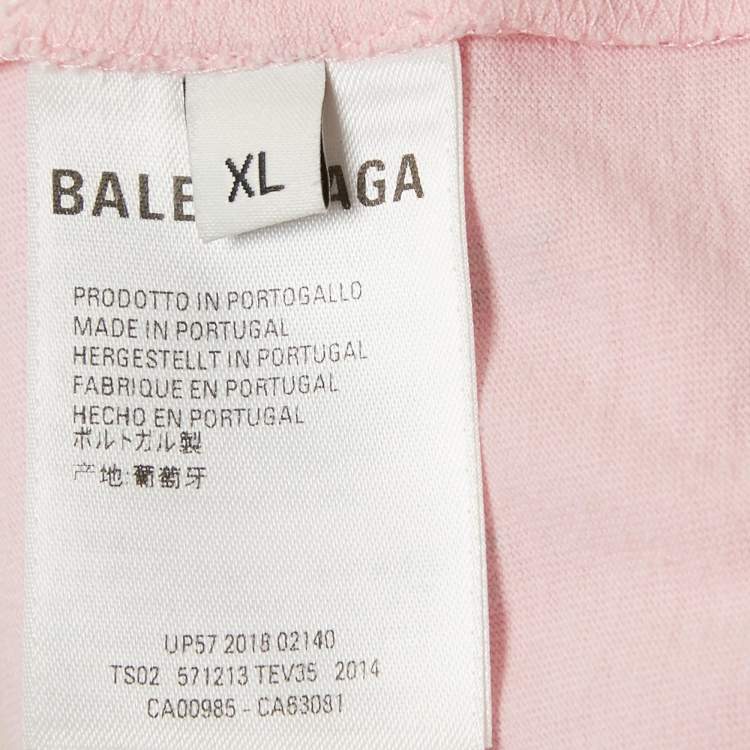 XL
BALE AGA
PRODOTTO IN PORTOGALLO
MADE IN PORTUGAL
HERGESTELLT IN PORTUGAL
FABRIQUE EN PORTUGAL
HECHO EN PORTUGAL
ポルトガル製
产地:葡萄牙
UP57 2018 02140
TS02 571213 TEV35 2014
CA00985 - CA63081